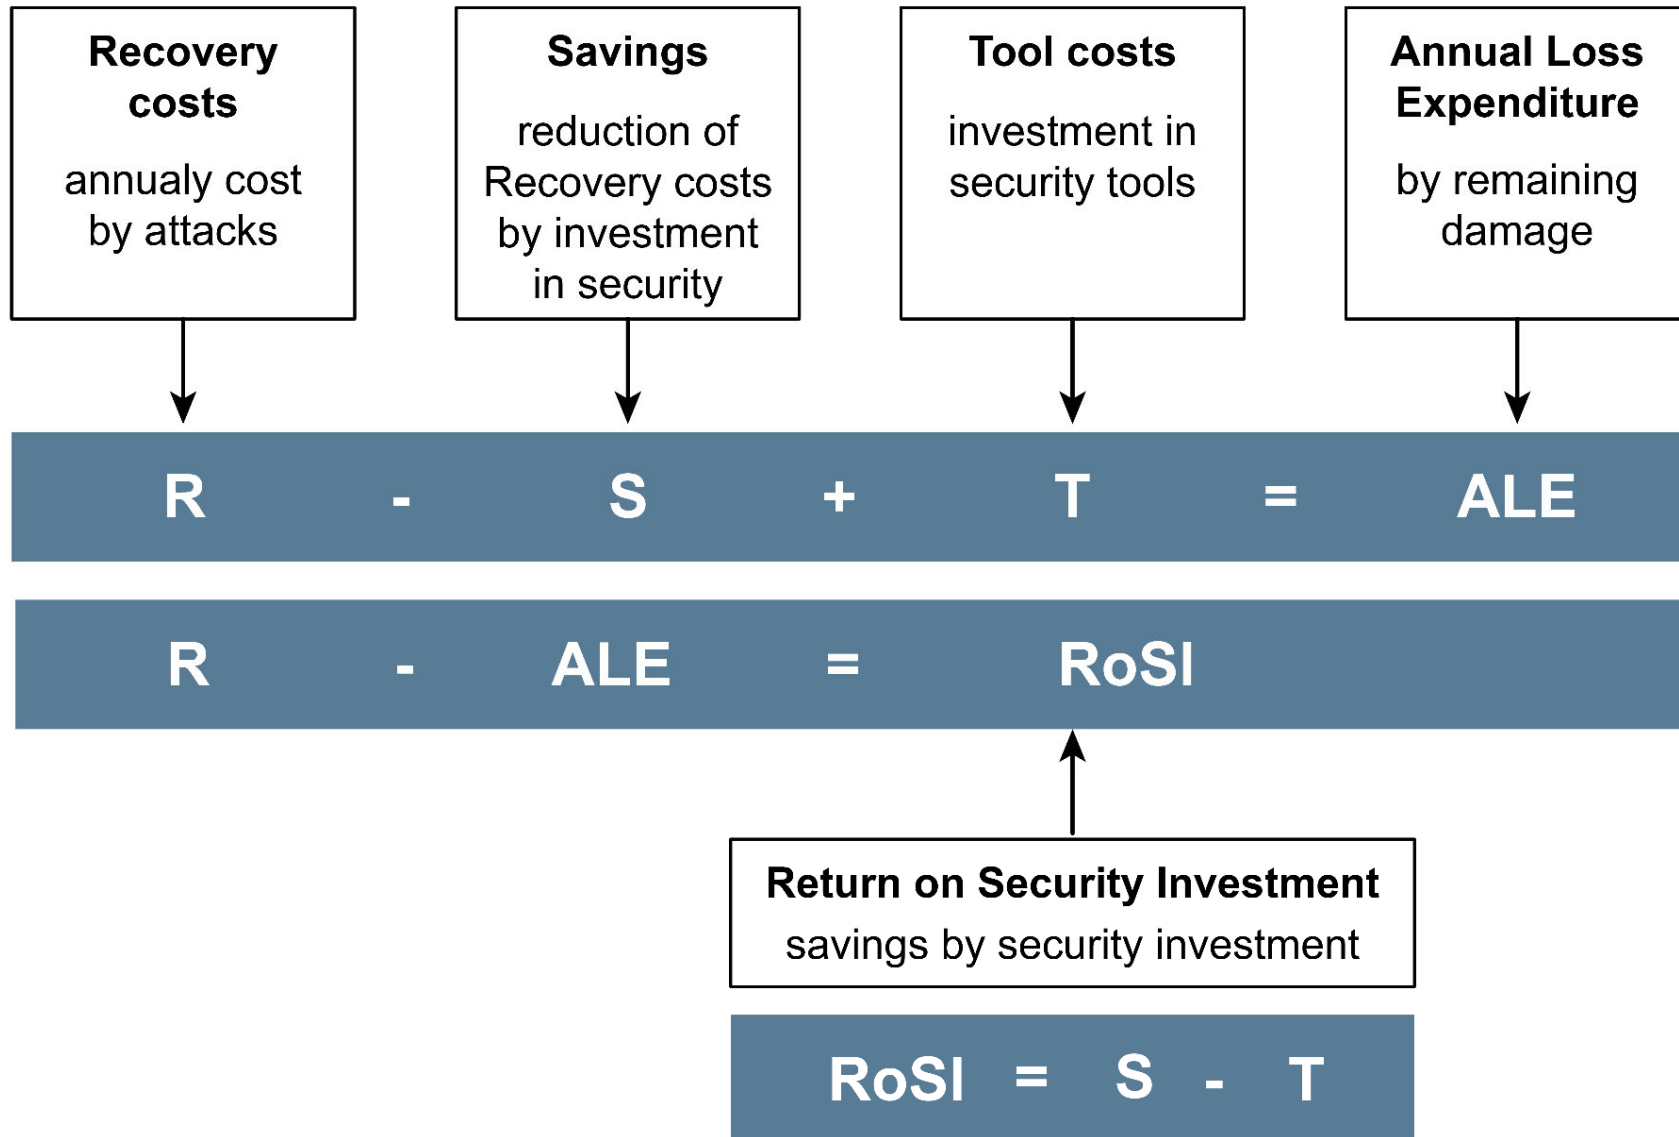 Recovery
costs
annualy cost
by attacks
Savings
reduction of
Recovery costs
by investment
in security
Tool costs
investment in
security tools
Annual Loss
Expenditure
by remaining
damage
R - S + T = ALE
R - ALE = RoSI
Return on Security Investment
savings by security investment
RoSI = S - T